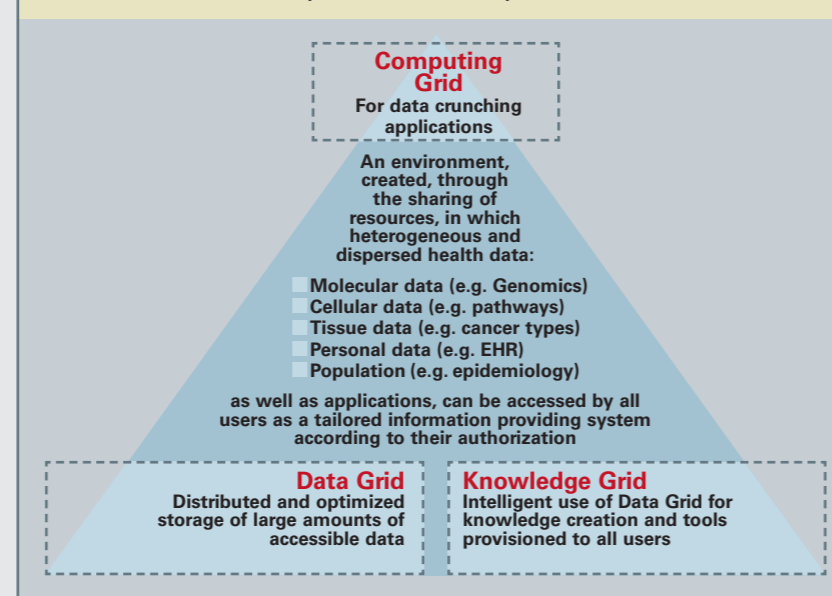 Computing
Grid
For data crunching
applications
An environment,
created, through
the sharing of
resources, in which
heterogeneous and
dispersed health data:
Molecular data (e.g. Genomics)
Cellular data (e.g. pathways)
Tissue data (e.g. cancer types)
Personal data (e.g. EHR)
Population (e.g. epidemiology)
as well as applications, can be accessed by all
users as a tailored information providing system
according to their authorization
Data Grid
Distributed and optimized
storage of large amounts of
accessible data
Knowledge Grid
Intelligent use of Data Grid for
knowledge creation and tools
provisioned to all users